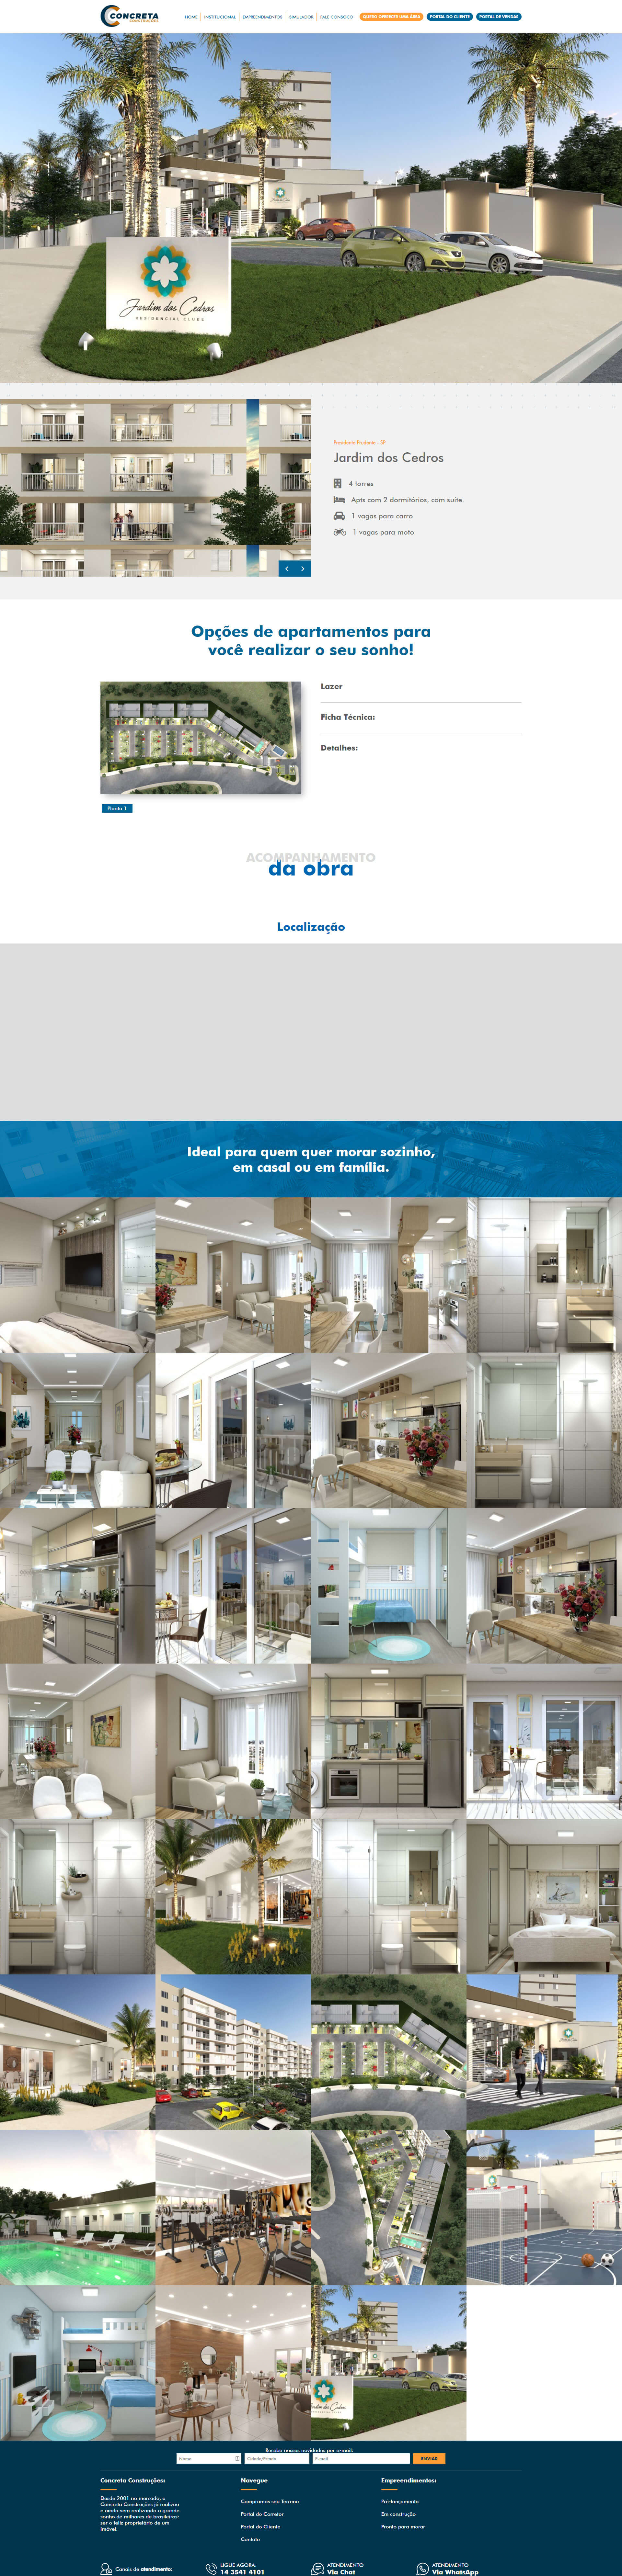 CONCRETA
CONSTRUÇÕES
HOME
INSTITUCIONAL
EMPREENDIMENTOS
SIMULADOR
FALE CONOSCO
QUERO OFERECER UMA ÁREA
PORTAL DO CLIENTE
PORTAL DE VENDAS
Jardim dos Cedros
RESIDENCIAL CLUBE
Presidente Prudente - SP
Jardim dos Cedros
4 torres
Apts com 2 dormitórios, com suíte.
1 vagas para carro
1 vagas para moto
Opções de apartamentos para
você realizar o seu sonho!
Lazer
Ficha Técnica:
Detalhes:
Planta 1
ACOMPANHAMENTO
da obra
Localização
Ideal para quem quer morar sozinho,
em casal ou em família.
Receba nossas novidades por e-mail:
Nome
Cidade/Estado
E-mail
ENVIAR
Concreta Construções:
Desde 2001 no mercado, a
Concreta Construções já realizou
e ainda vem realizando o grande
sonho de milhares de brasileiros:
ser o feliz proprietário de um
imóvel.
Navegue
Compramos seu Terreno
Portal do Corretor
Portal do Cliente
Contato
Empreendimentos:
Pré-lançamento
Em construção
Pronto para morar
Canais de atendimento:
LIGUE AGORA:
14 3541 4101
ATENDIMENTO
Via Chat
ATENDIMENTO
Via WhatsApp